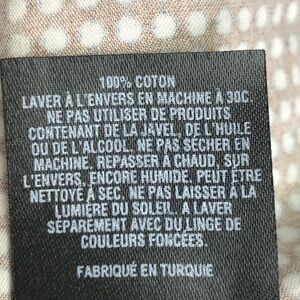 100% COTON
LAVER À L'ENVERS EN MACHINE À 30C.
NE PAS UTILISER DE PRODUITS
CONTENANT DE LA JAVEL, DE L'HUILE
OU DE L'ALCOOL. NE PAS SÉCHER EN
MACHINE. REPASSER À CHAUD, SUR
L'ENVERS, ENCORE HUMIDE. PEUT ÊTRE
NETTOYÉ À SEC. NE PAS LAISSER À LA
LUMIÈRE DU SOLEIL. A LAVER
SÉPAREMENT AVEC DU LINGE DE
COULEURS FONCÉES.
FABRIQUÉ EN TURQUIE